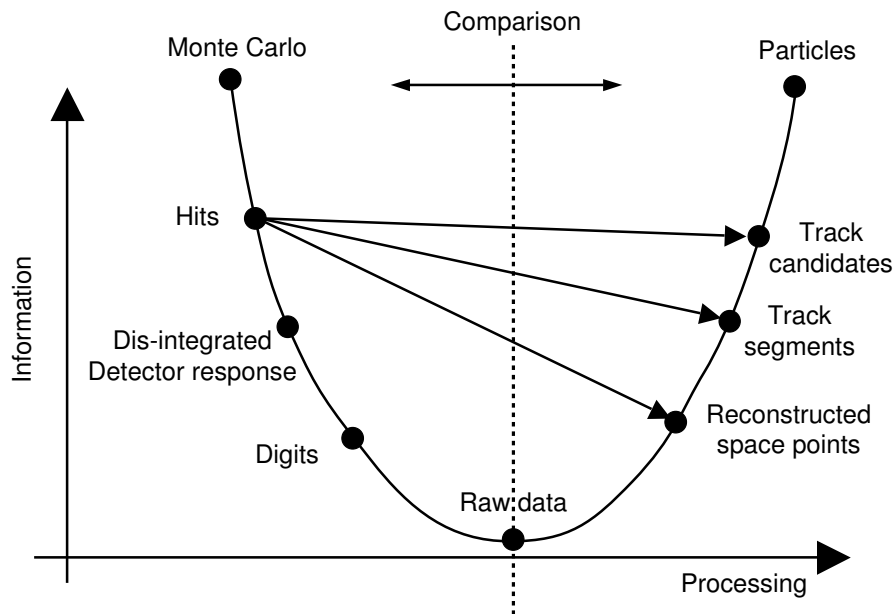 Comparison
Monte Carlo
Particles
Hits
Track
candidates
Dis-integrated
Detector response
Track
segments
Reconstructed
space points
Digits
Raw data
Information
Processing